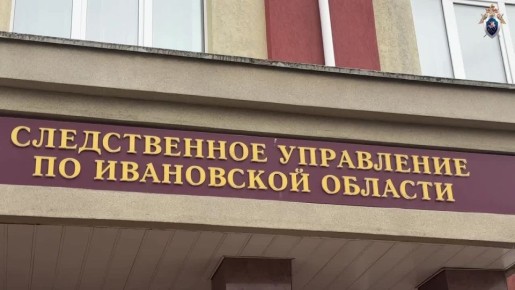 СЛЕДСТВЕННОЕ УПРАВЛЕНИЕ
ПО ИВАНОВСКОЙ ОБЛАСТИ